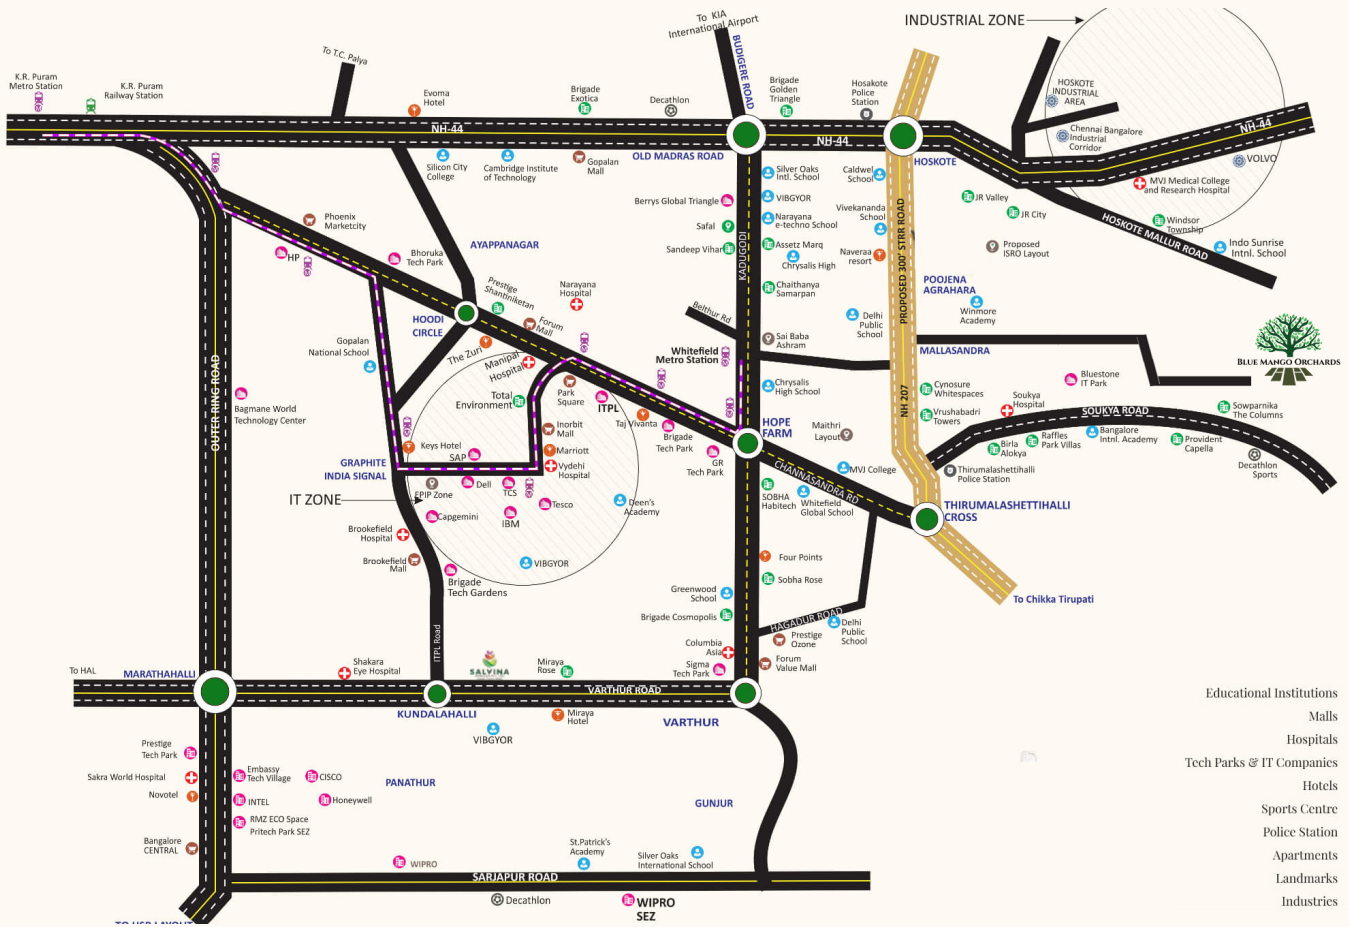 To KIA
International Airport
INDUSTRIAL ZONE
To T.C. Palya
BUDIGERE ROAD
K.R. Puram
Metro Station
K.R. Puram
Railway Station
Evoma
Hotel
Brigade
Exotica
Decathlon
Brigade
Golden
Triangle
Hosakote
Police
Station
HOSKOTE
INDUSTRIAL
AREA
Chennai Bangalore
Industrial
Corridor
NH-44
NH-44
NH-44
VOLVO
OLD MADRAS ROAD
HOSKOTE
Silicon City
College
Cambridge Institute
of Technology
Gopalan
Mall
Silver Oaks
Intl. School
Caldwel
School
MVJ Medical College
and Research Hospital
Berrys Global Triangle
VIBGYOR
JR Valley
JR City
Phoenix
Marketcity
Safal
Narayana
e-techno School
Vivekananda
School
HOSKOTE MALLUR ROAD
Windsor
Township
Indo Sunrise
Intnl. School
AYAPPANAGAR
Sandeep Vihar
KADUGODI
Assetz Marq
Chrysalis High
Naveraa
resort
PROPOSED 300' STRR ROAD
Proposed
ISRO Layout
HP
Bhoruka
Tech Park
Prestige
Shantiniketan
Narayana
Hospital
Chaithanya
Samarpan
POOJENA
AGRAHARA
Winmore
Academy
HOODI
CIRCLE
Forum
Mall
Belthur Rd
Delhi
Public
School
Gopalan
National School
The Zuri
Manipal
Hospital
Whitefield
Metro Station
Sai Baba
Ashram
MALLASANDRA
BLUE MANGO ORCHARDS
OUTER RING ROAD
Bagmane World
Technology Center
Total
Environment
Park
Square
ITPL
Chrysalis
High School
NH 207
Cynosure
Whitespaces
Bluestone
IT Park
Soukya
Hospital
Vrushabadri
Towers
SOUKYA ROAD
Sowparnika
The Columns
Taj Vivanta
HOPE
FARM
Maithri
Layout
Keys Hotel
Inorbit
Mall
Brigade
Tech Park
Birla
Alokya
Raffles
Park Villas
Bangalore
Intnl. Academy
Provident
Capella
Decathlon
Sports
GRAPHITE
INDIA SIGNAL
SAP
Marriott
Vydehi
Hospital
GR
Tech Park
CHANNASANDRA RD
MVJ College
Thirumalashettihalli
Police Station
IT ZONE
EPIP Zone
Dell
TCS
Tesco
Deen's
Academy
SOBHA
Habitech
Whitefield
Global School
THIRUMALASHETTIHALLI
CROSS
Capgemini
IBM
Brookefield
Hospital
Brookefield
Mall
VIBGYOR
Four Points
Brigade
Tech Gardens
Greenwood
School
Sobha Rose
To Chikka Tirupati
Brigade Cosmopolis
HAGADUR ROAD
Delhi
Public
School
ITPL Road
Columbia
Asia
Prestige
Ozone
To HAL
MARATHAHALLI
Shakara
Eye Hospital
SALVINA
Miraya
Rose
Sigma
Tech Park
Forum
Value Mall
VARTHUR ROAD
KUNDALAHALLI
Miraya
Hotel
VARTHUR
VIBGYOR
Educational Institutions
Malls
Hospitals
Tech Parks & IT Companies
Hotels
Sports Centre
Police Station
Apartments
Landmarks
Industries
Prestige
Tech Park
Sakra World Hospital
Novotel
Embassy
Tech Village
CISCO
INTEL
Honeywell
PANATHUR
GUNJUR
RMZ ECO Space
Pritech Park SEZ
Bangalore
CENTRAL
WIPRO
St.Patrick's
Academy
Silver Oaks
International School
SARJAPUR ROAD
Decathlon
WIPRO
SEZ